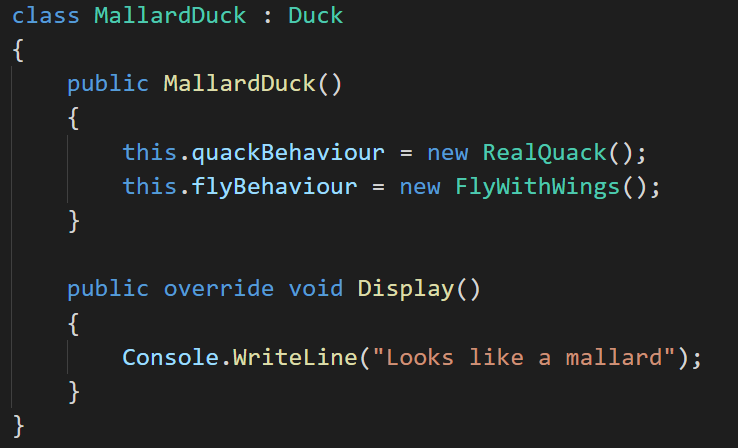 class MallardDuck : Duck
{
    public MallardDuck()
    {
        this.quackBehaviour = new RealQuack();
        this.flyBehaviour = new FlyWithWings();
    }

    public override void Display()
    {
        Console.WriteLine("Looks like a mallard");
    }
}